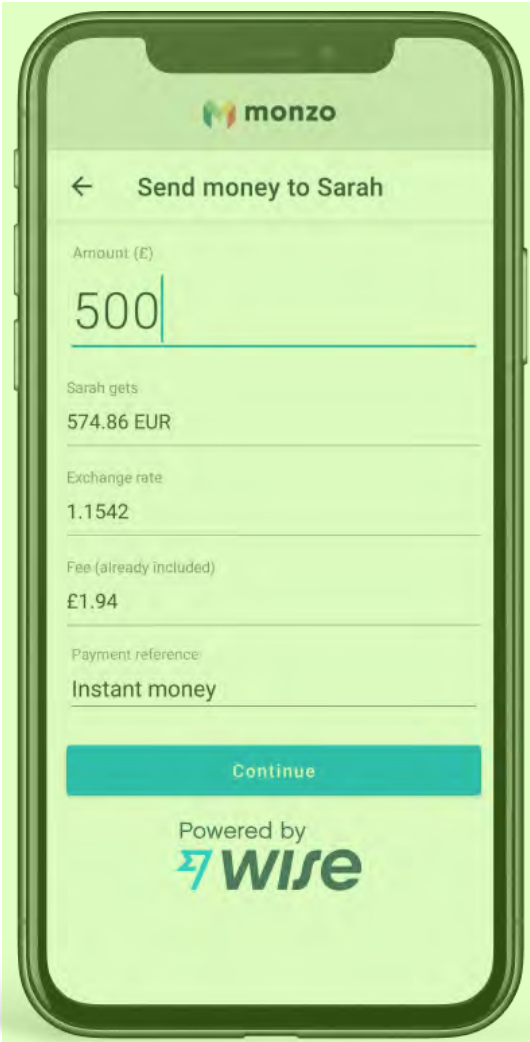 monzo
← Send money to Sarah
Amount (£)
500
Sarah gets
574.86 EUR
Exchange rate
1.1542
Fee (already included)
£1.94
Payment reference
Instant money
Continue
Powered by
wise